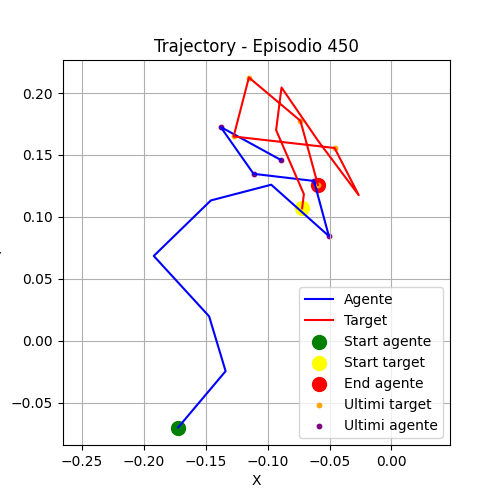 Trajectory - Episodio 450
0.20
0.15
0.10
0.05
0.00
−0.05
−0.25
−0.20
−0.15
−0.10
−0.05
0.00
X
Agente
Target
Start agente
Start target
End agente
Ultimi target
Ultimi agente